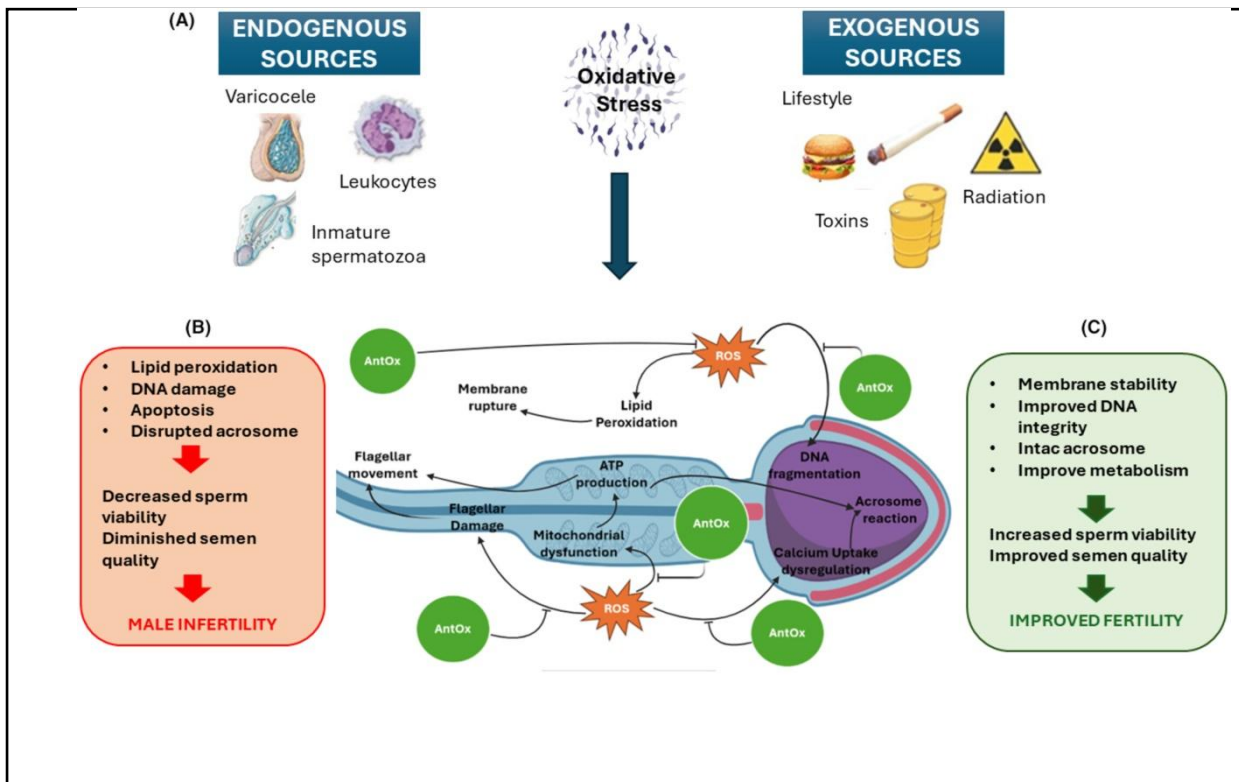 (A)
ENDOGENOUS
SOURCES
Varicocele
Leukocytes
Inmature
spermatozoa
Oxidative
Stress
EXOGENOUS
SOURCES
Lifestyle
Radiation
Toxins
(B)
• Lipid peroxidation
• DNA damage
• Apoptosis
• Disrupted acrosome
Decreased sperm
viability
Diminished semen
quality
MALE INFERTILITY
AntOx
ROS
AntOx
Membrane
rupture
Lipid
Peroxidation
Flagellar
movement
ATP
production
DNA
fragmentation
Flagellar
Damage
AntOx
Acrosome
reaction
Mitochondrial
dysfunction
Calcium Uptake
dysregulation
ROS
AntOx
AntOx
(C)
• Membrane stability
• Improved DNA
integrity
• Intac acrosome
• Improve metabolism
Increased sperm viability
Improved semen quality
IMPROVED FERTILITY